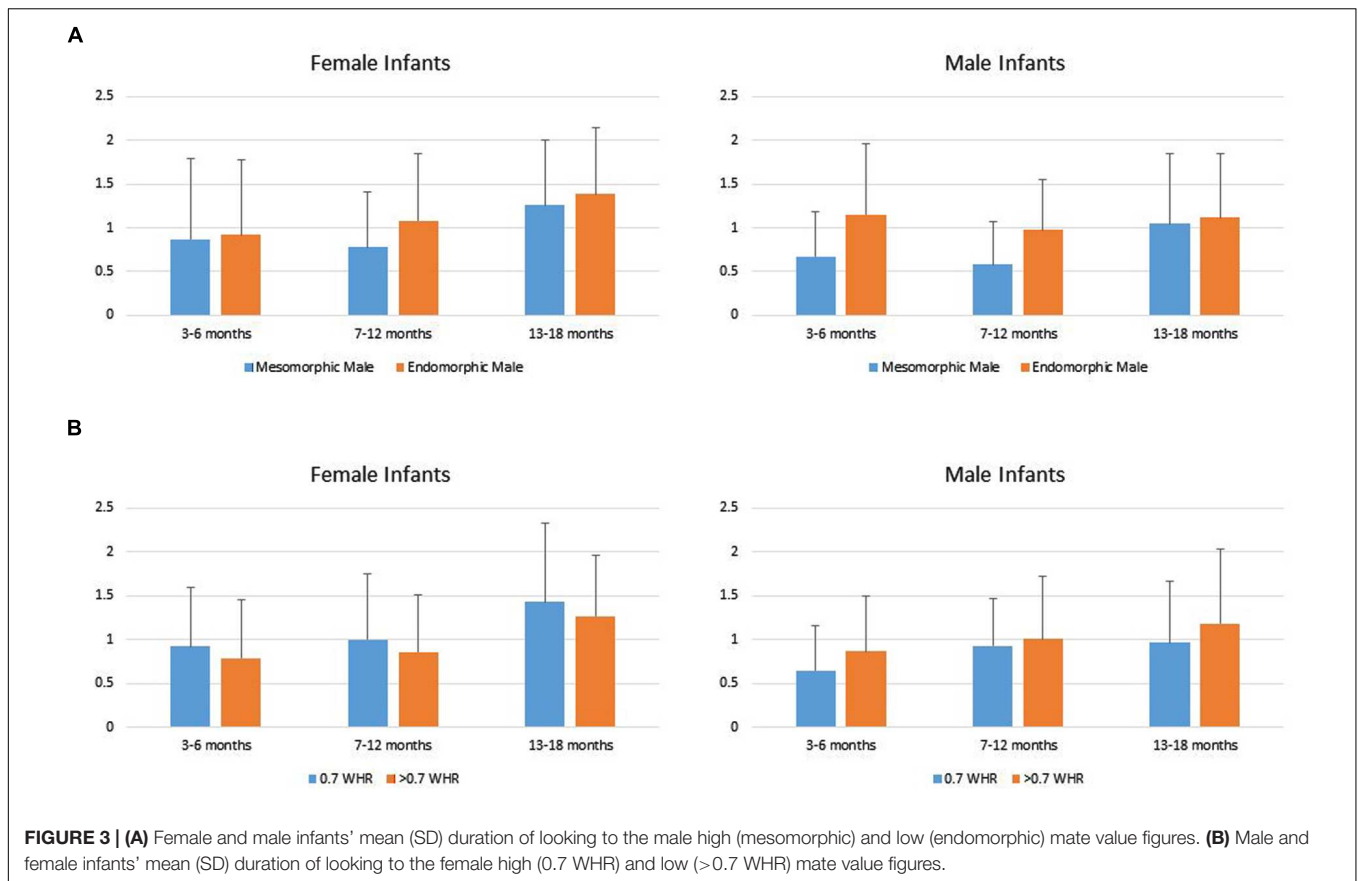 A
Female Infants
Male Infants
2.5
2
1.5
1
0.5
0
3-6 months
7-12 months
13-18 months
Mesomorphic Male
Endomorphic Male
2.5
2
1.5
1
0.5
0
3-6 months
7-12 months
13-18 months
Mesomorphic Male
Endomorphic Male
B
Female Infants
Male Infants
2.5
2
1.5
1
0.5
0
3-6 months
7-12 months
13-18 months
0.7 WHR
>0.7 WHR
2.5
2
1.5
1
0.5
0
3-6 months
7-12 months
13-18 months
0.7 WHR
>0.7 WHR
FIGURE 3 | (A) Female and male infants' mean (SD) duration of looking to the male high (mesomorphic) and low (endomorphic) mate value figures. (B) Male and
female infants' mean (SD) duration of looking to the female high (0.7 WHR) and low (>0.7 WHR) mate value figures.